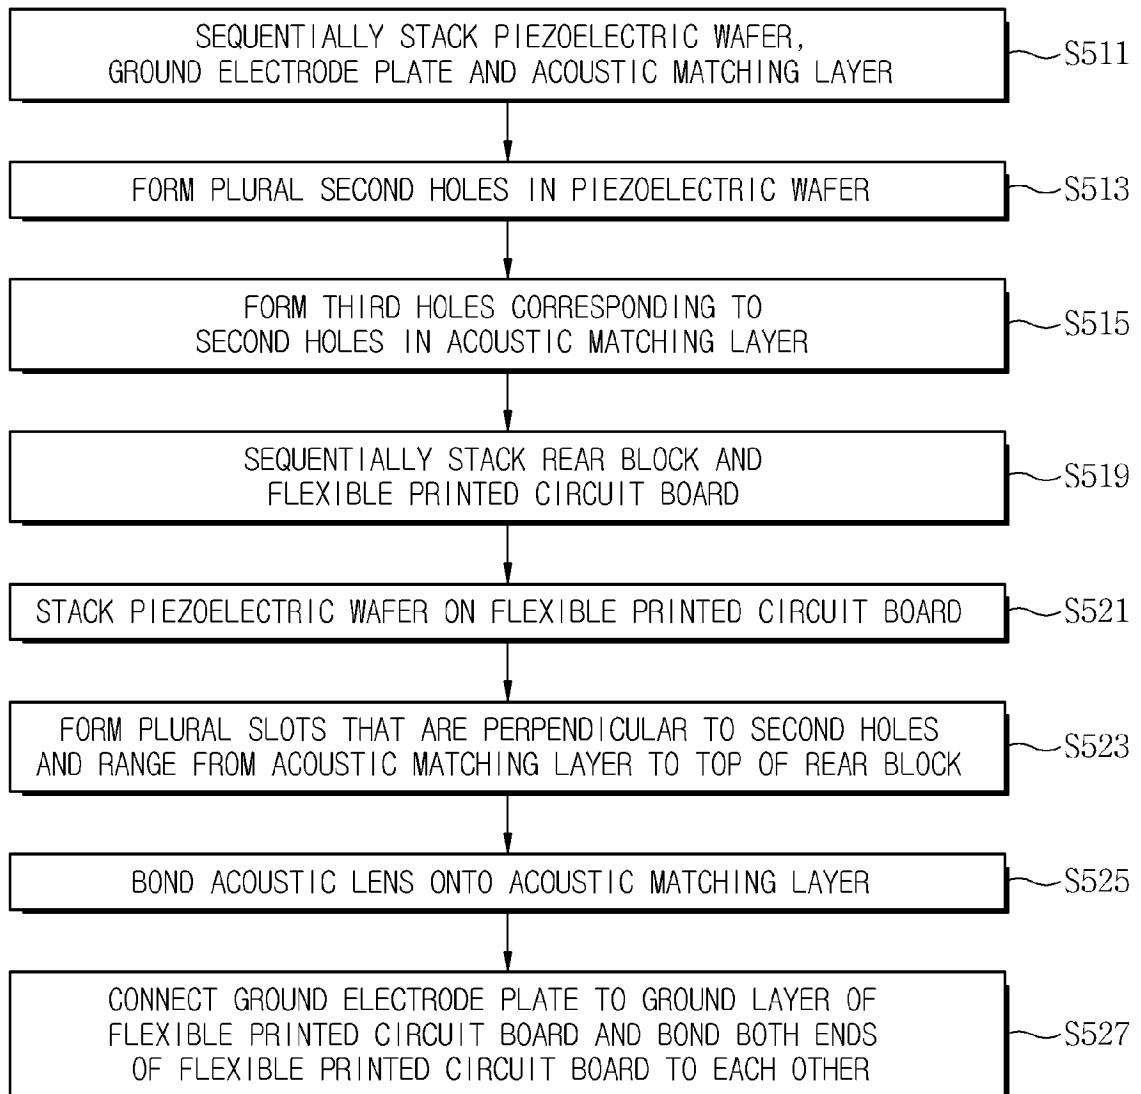 SEQUENTIALLY STACK PIEZOELECTRIC WAFER,
GROUND ELECTRODE PLATE AND ACOUSTIC MATCHING LAYER
S511
FORM PLURAL SECOND HOLES IN PIEZOELECTRIC WAFER
S513
FORM THIRD HOLES CORRESPONDING TO
SECOND HOLES IN ACOUSTIC MATCHING LAYER
S515
SEQUENTIALLY STACK REAR BLOCK AND
FLEXIBLE PRINTED CIRCUIT BOARD
S519
STACK PIEZOELECTRIC WAFER ON FLEXIBLE PRINTED CIRCUIT BOARD
S521
FORM PLURAL SLOTS THAT ARE PERPENDICULAR TO SECOND HOLES
AND RANGE FROM ACOUSTIC MATCHING LAYER TO TOP OF REAR BLOCK
S523
BOND ACOUSTIC LENS ONTO ACOUSTIC MATCHING LAYER
S525
CONNECT GROUND ELECTRODE PLATE TO GROUND LAYER OF
FLEXIBLE PRINTED CIRCUIT BOARD AND BOND BOTH ENDS
OF FLEXIBLE PRINTED CIRCUIT BOARD TO EACH OTHER
S527